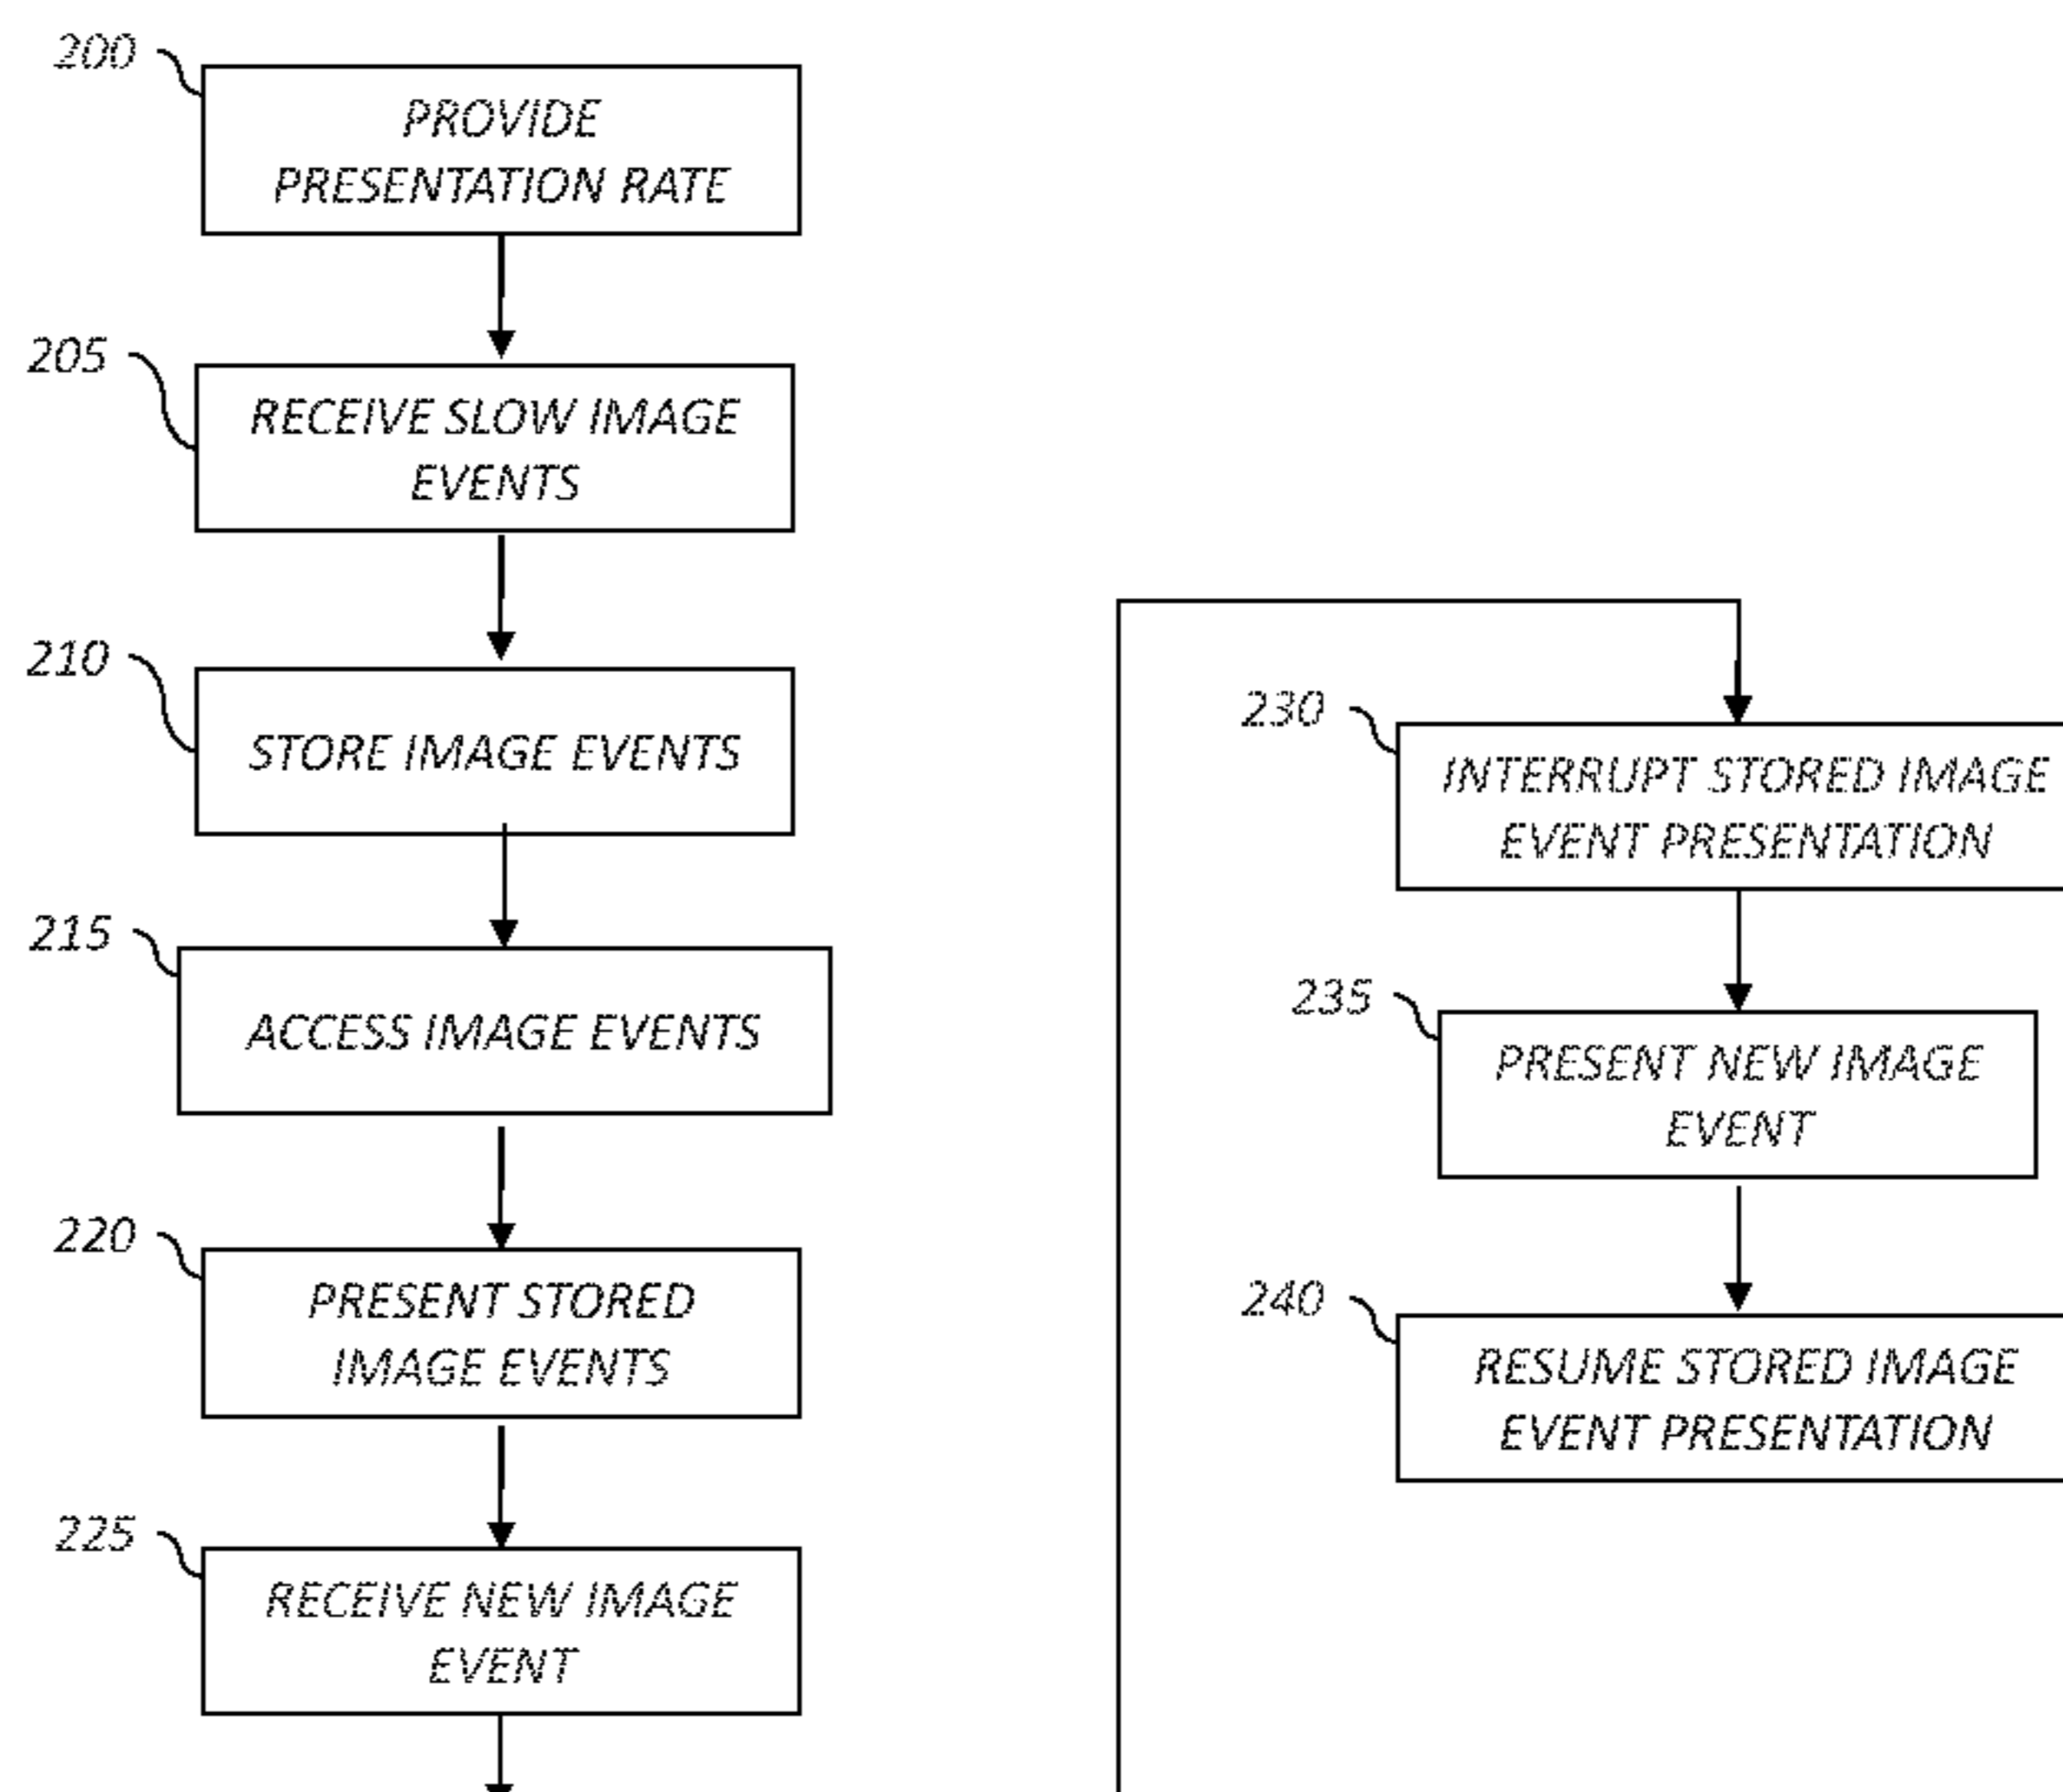 200
PROVIDE
PRESENTATION RATE
205
RECEIVE SLOW IMAGE
EVENTS
210
STORE IMAGE EVENTS
215
ACCESS IMAGE EVENTS
220
PRESENT STORED
IMAGE EVENTS
225
RECEIVE NEW IMAGE
EVENT
230
INTERRUPT STORED IMAGE
EVENT PRESENTATION
235
PRESENT NEW IMAGE
EVENT
240
RESUME STORED IMAGE
EVENT PRESENTATION